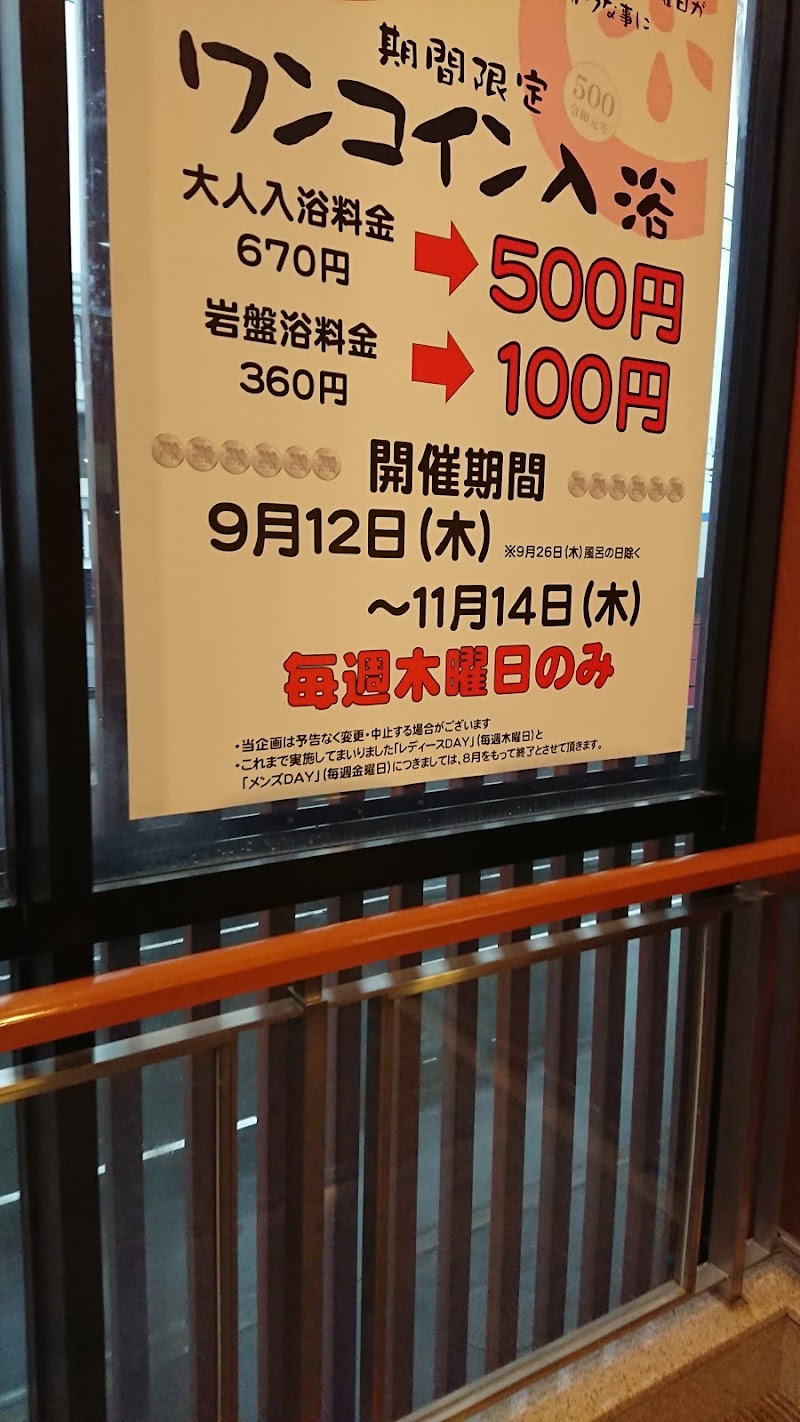 な事に
曜日が
期間限定
500
令和元年
ワンコイン入浴
大人入浴料金
670円
500円
岩盤浴料金
360円
100円
開催期間
9月12日(木)
※9月26日(木)風呂の日除く
～11月14日(木)
毎週木曜日のみ
・当企画は予告なく変更・中止する場合がございます
・これまで実施してまいりました「レディースDAY」(毎週木曜日)と
「メンズDAY」(毎週金曜日)につきましては、8月をもって終了とさせて頂きます。